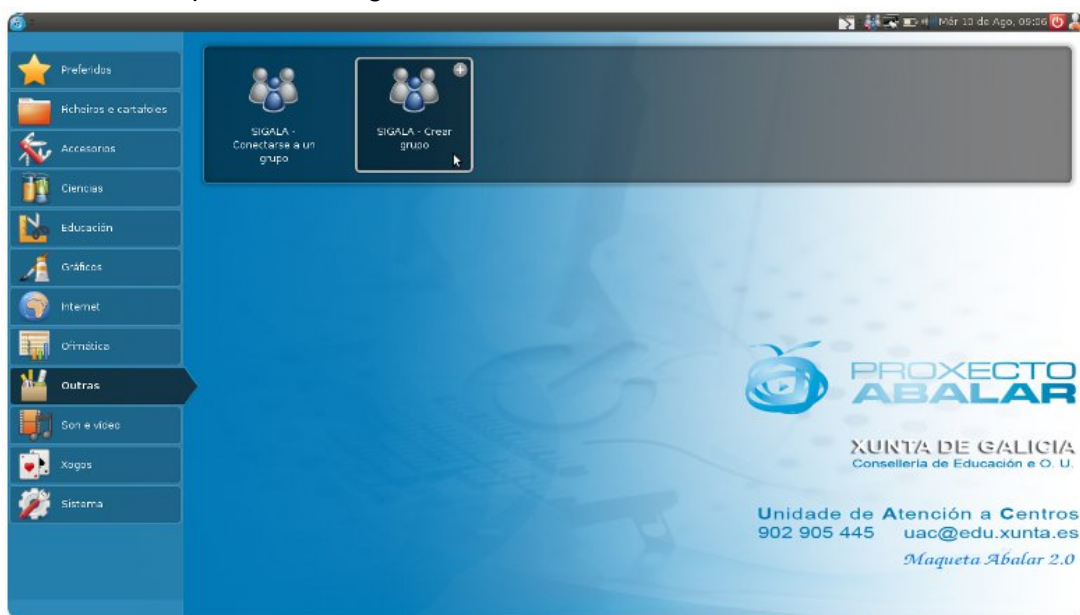 Mér 10 de Ago, 09:06
Preferidos
Ficheiros e cartafoles
Accesorios
Ciencias
Educación
Gráficos
Internet
Ofimática
Outras
Son e vídeo
Xogos
Sistema
SIGALA -
Conectarse a un
grupo
SIGALA - Crear
grupo
PROXECTO
ABALAR
XUNTA DE GALICIA
Consellería de Educación e O. U.
Unidade de Atención a Centros
902 905 445 uac@edu.xunta.es
Maqueta Abalar 2.0